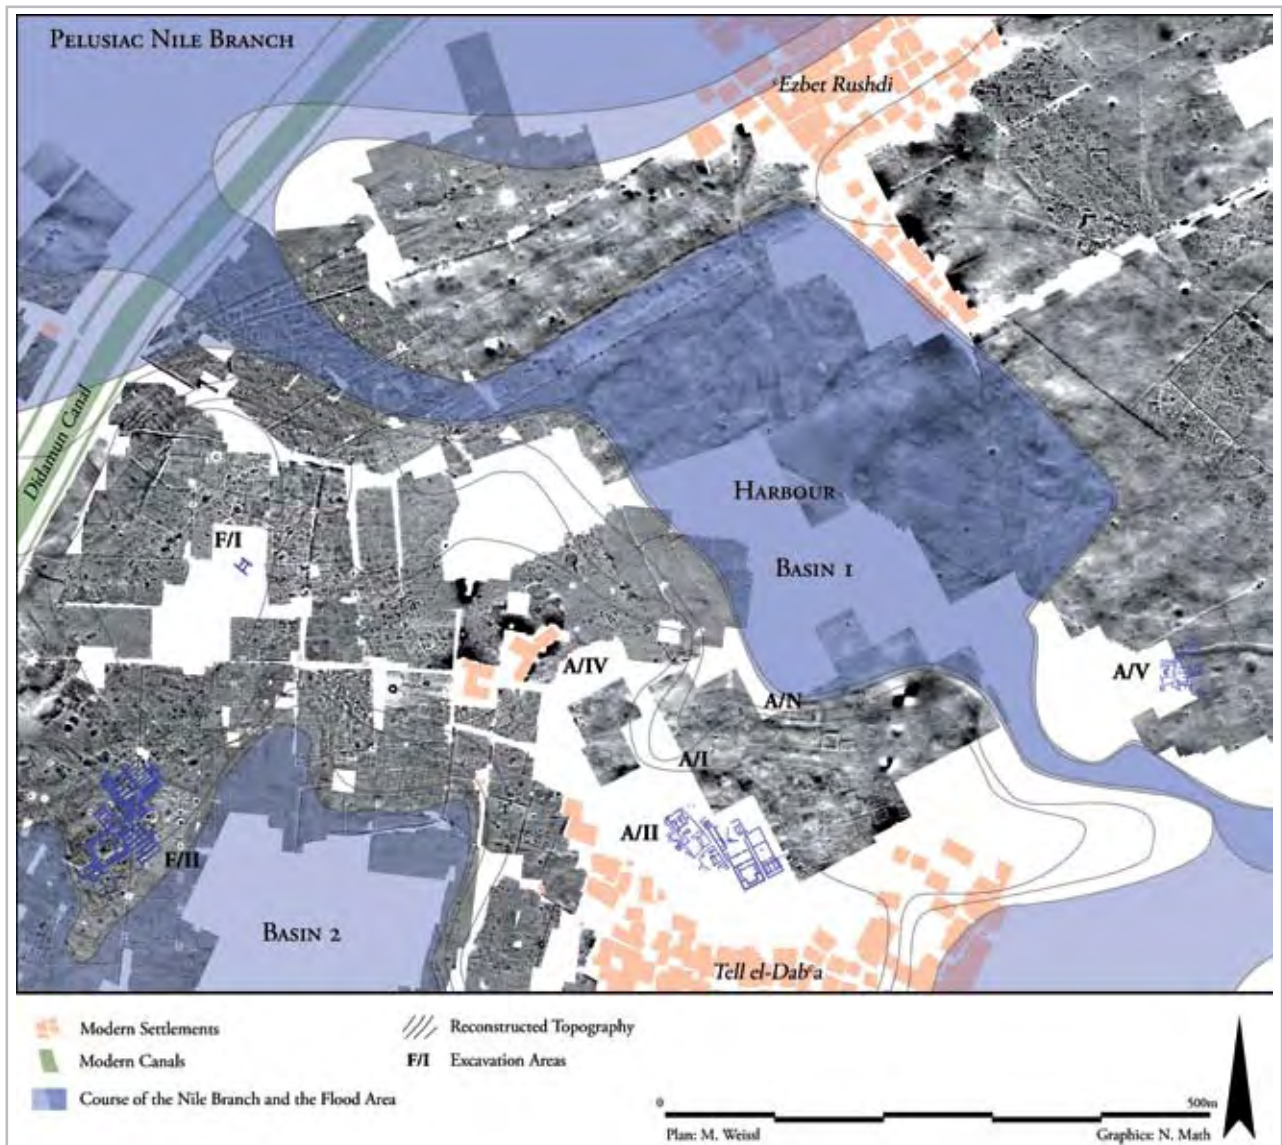 Pelusiac Nile Branch
Ezbet Rushdi
Didamun Canal
F/I
Harbour
Basin 1
A/IV
A/V
A/N
A/I
A/II
F/II
Basin 2
Tell el-Dabʿa
Modern Settlements
Modern Canals
Course of the Nile Branch and the Flood Area
Reconstructed Topography
F/I Excavation Areas
0 500m
Plan: M. Weissl Graphics: N. Math